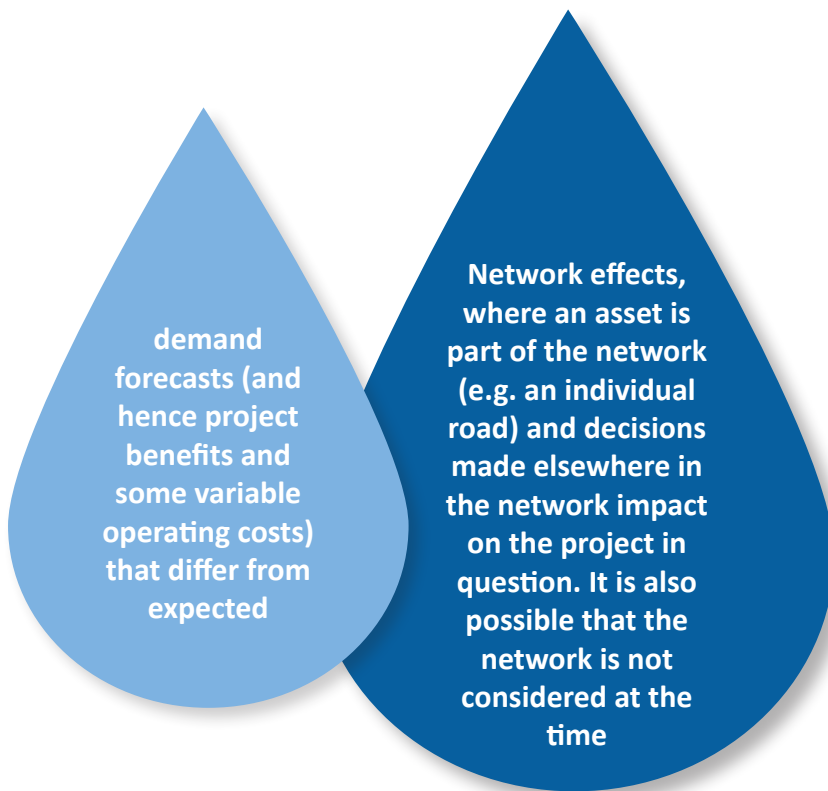 demand
forecasts (and
hence project
benefits and
some variable
operating costs)
that differ from
expected
Network effects,
where an asset is
part of the network
(e.g. an individual
road) and decisions
made elsewhere in
the network impact
on the project in
question. It is also
possible that the
network is not
considered at the
time